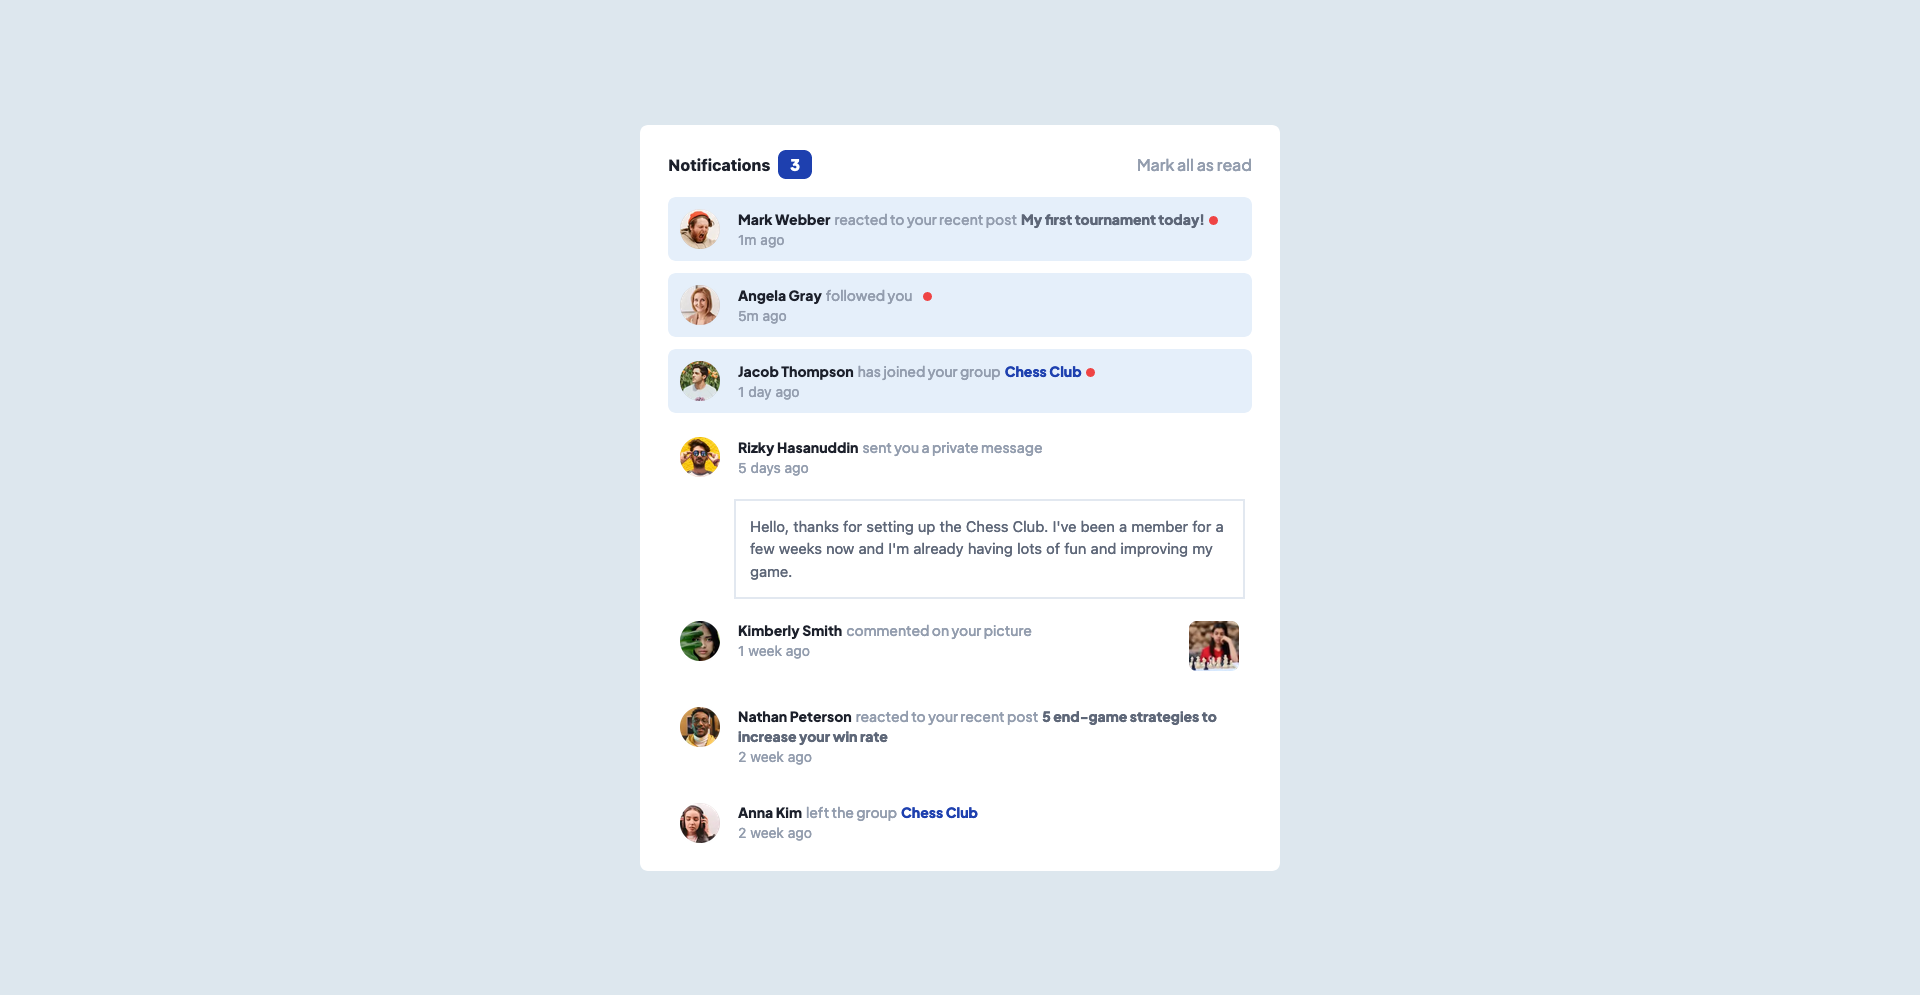 Notifications 3 Mark all as read
Mark Webber reacted to your recent post My first tournament today!
1m ago
Angela Gray followed you
5m ago
Jacob Thompson has joined your group Chess Club
1 day ago
Rizky Hasanuddin sent you a private message
5 days ago
Hello, thanks for setting up the Chess Club. I've been a member for a
few weeks now and I'm already having lots of fun and improving my
game.
Kimberly Smith commented on your picture
1 week ago
Nathan Peterson reacted to your recent post 5 end-game strategies to
increase your win rate
2 week ago
Anna Kim left the group Chess Club
2 week ago